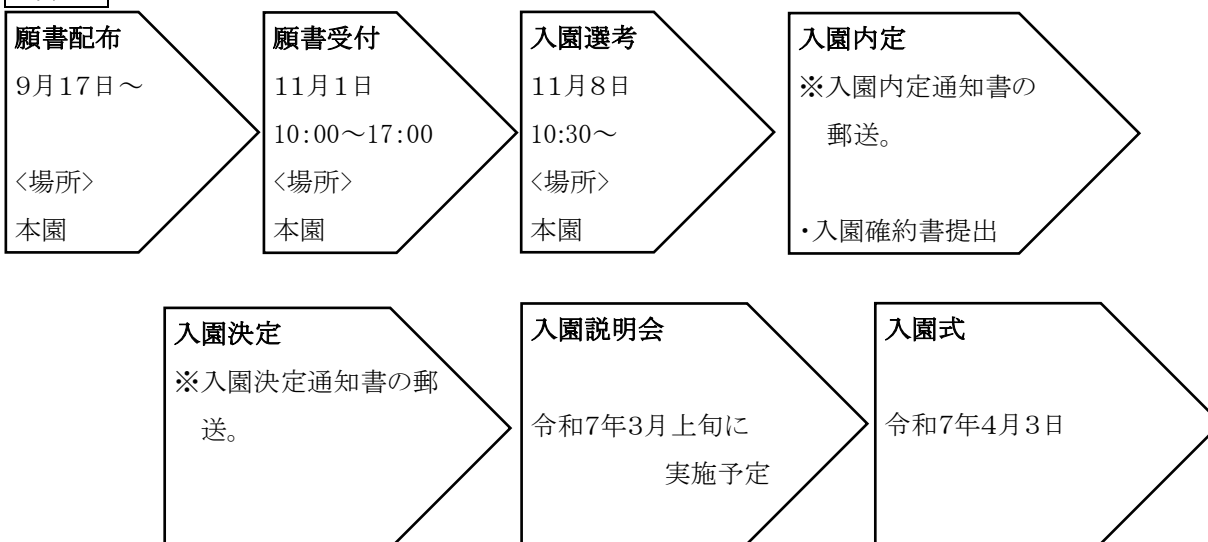 願書配布
9月17日～
<場所>
本園
願書受付
11月1日
10:00～17:00
<場所>
本園
入園選考
11月8日
10:30～
<場所>
本園
入園内定
※入園内定通知書の
郵送。
・入園確約書提出
入園決定
※入園決定通知書の郵
送。
入園説明会
令和7年3月上旬に
実施予定
入園式
令和7年4月3日